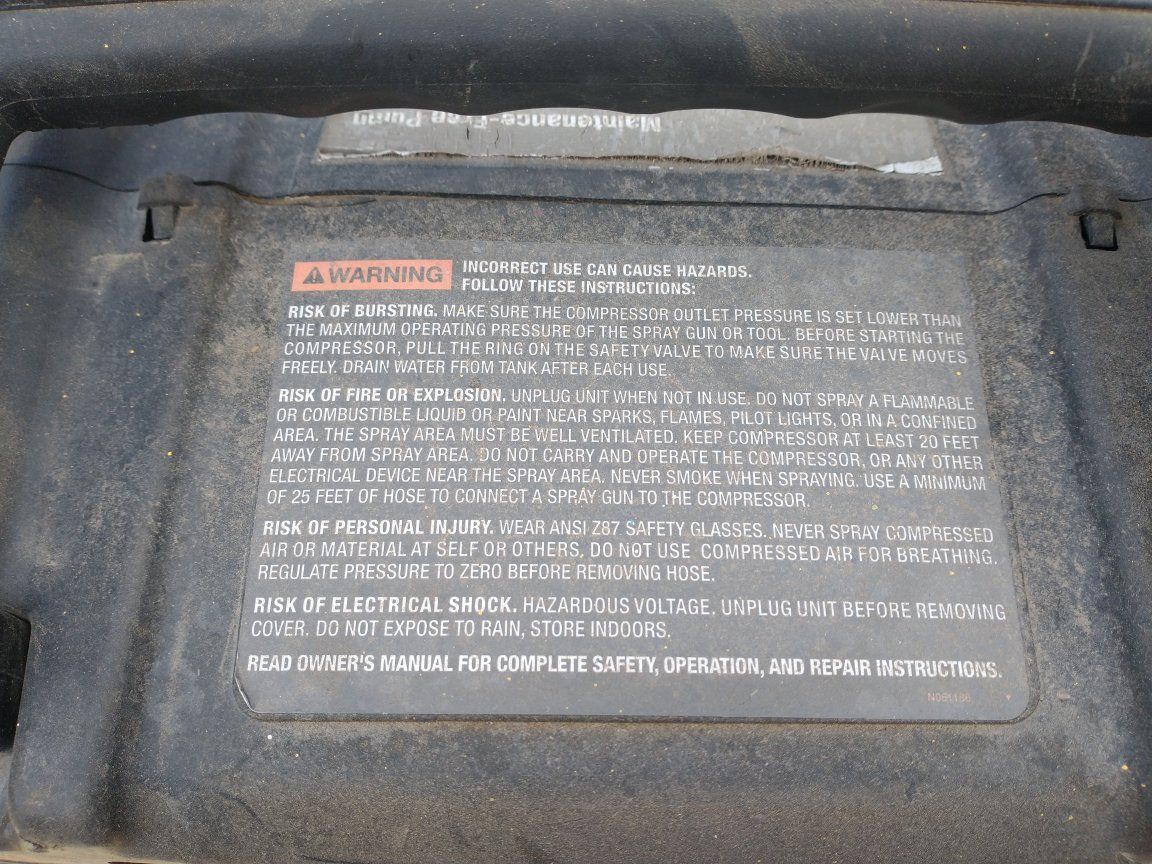 Maintenance-Free Pump
WARNING
INCORRECT USE CAN CAUSE HAZARDS.
FOLLOW THESE INSTRUCTIONS:
RISK OF BURSTING. MAKE SURE THE COMPRESSOR OUTLET PRESSURE IS SET LOWER THAN
THE MAXIMUM OPERATING PRESSURE OF THE SPRAY GUN OR TOOL. BEFORE STARTING THE
COMPRESSOR, PULL THE RING ON THE SAFETY VALVE TO MAKE SURE THE VALVE MOVES
FREELY. DRAIN WATER FROM TANK AFTER EACH USE.
RISK OF FIRE OR EXPLOSION. UNPLUG UNIT WHEN NOT IN USE. DO NOT SPRAY A FLAMMABLE
OR COMBUSTIBLE LIQUID OR PAINT NEAR SPARKS, FLAMES, PILOT LIGHTS, OR IN A CONFINED
AREA. THE SPRAY AREA MUST BE WELL VENTILATED. KEEP COMPRESSOR AT LEAST 20 FEET
AWAY FROM SPRAY AREA. DO NOT CARRY AND OPERATE THE COMPRESSOR, OR ANY OTHER
ELECTRICAL DEVICE NEAR THE SPRAY AREA. NEVER SMOKE WHEN SPRAYING. USE A MINIMUM
OF 25 FEET OF HOSE TO CONNECT A SPRAY GUN TO THE COMPRESSOR.
RISK OF PERSONAL INJURY. WEAR ANSI Z87 SAFETY GLASSES. NEVER SPRAY COMPRESSED
AIR OR MATERIAL AT SELF OR OTHERS. DO NOT USE COMPRESSED AIR FOR BREATHING.
REGULATE PRESSURE TO ZERO BEFORE REMOVING HOSE.
RISK OF ELECTRICAL SHOCK. HAZARDOUS VOLTAGE. UNPLUG UNIT BEFORE REMOVING
COVER. DO NOT EXPOSE TO RAIN, STORE INDOORS.
READ OWNER'S MANUAL FOR COMPLETE SAFETY, OPERATION, AND REPAIR INSTRUCTIONS.
N061186